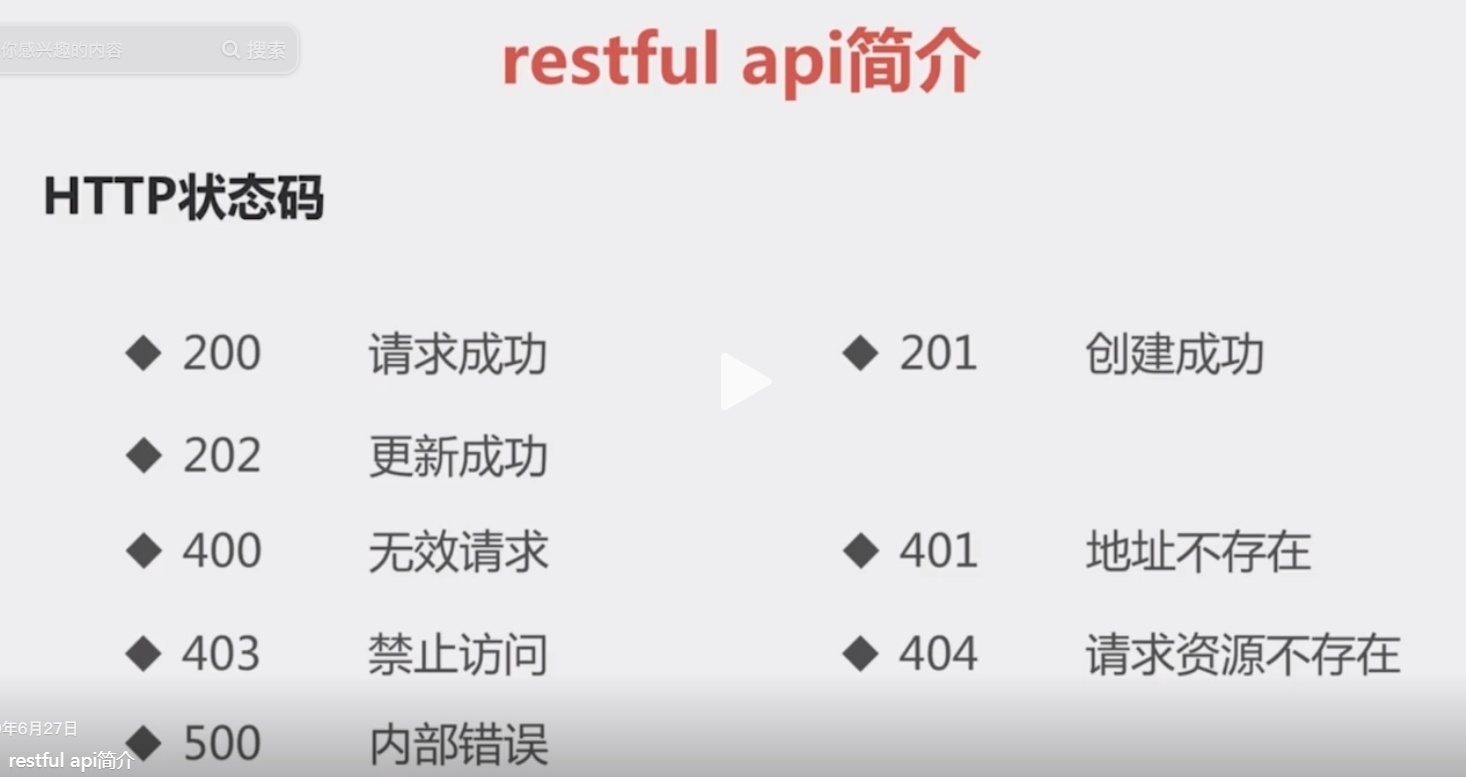 你感兴趣的内容 搜索
restful api简介
HTTP状态码
200 请求成功 201 创建成功
202 更新成功
400 无效请求 401 地址不存在
403 禁止访问 404 请求资源不存在
年6月27日
500 内部错误
restful api简介